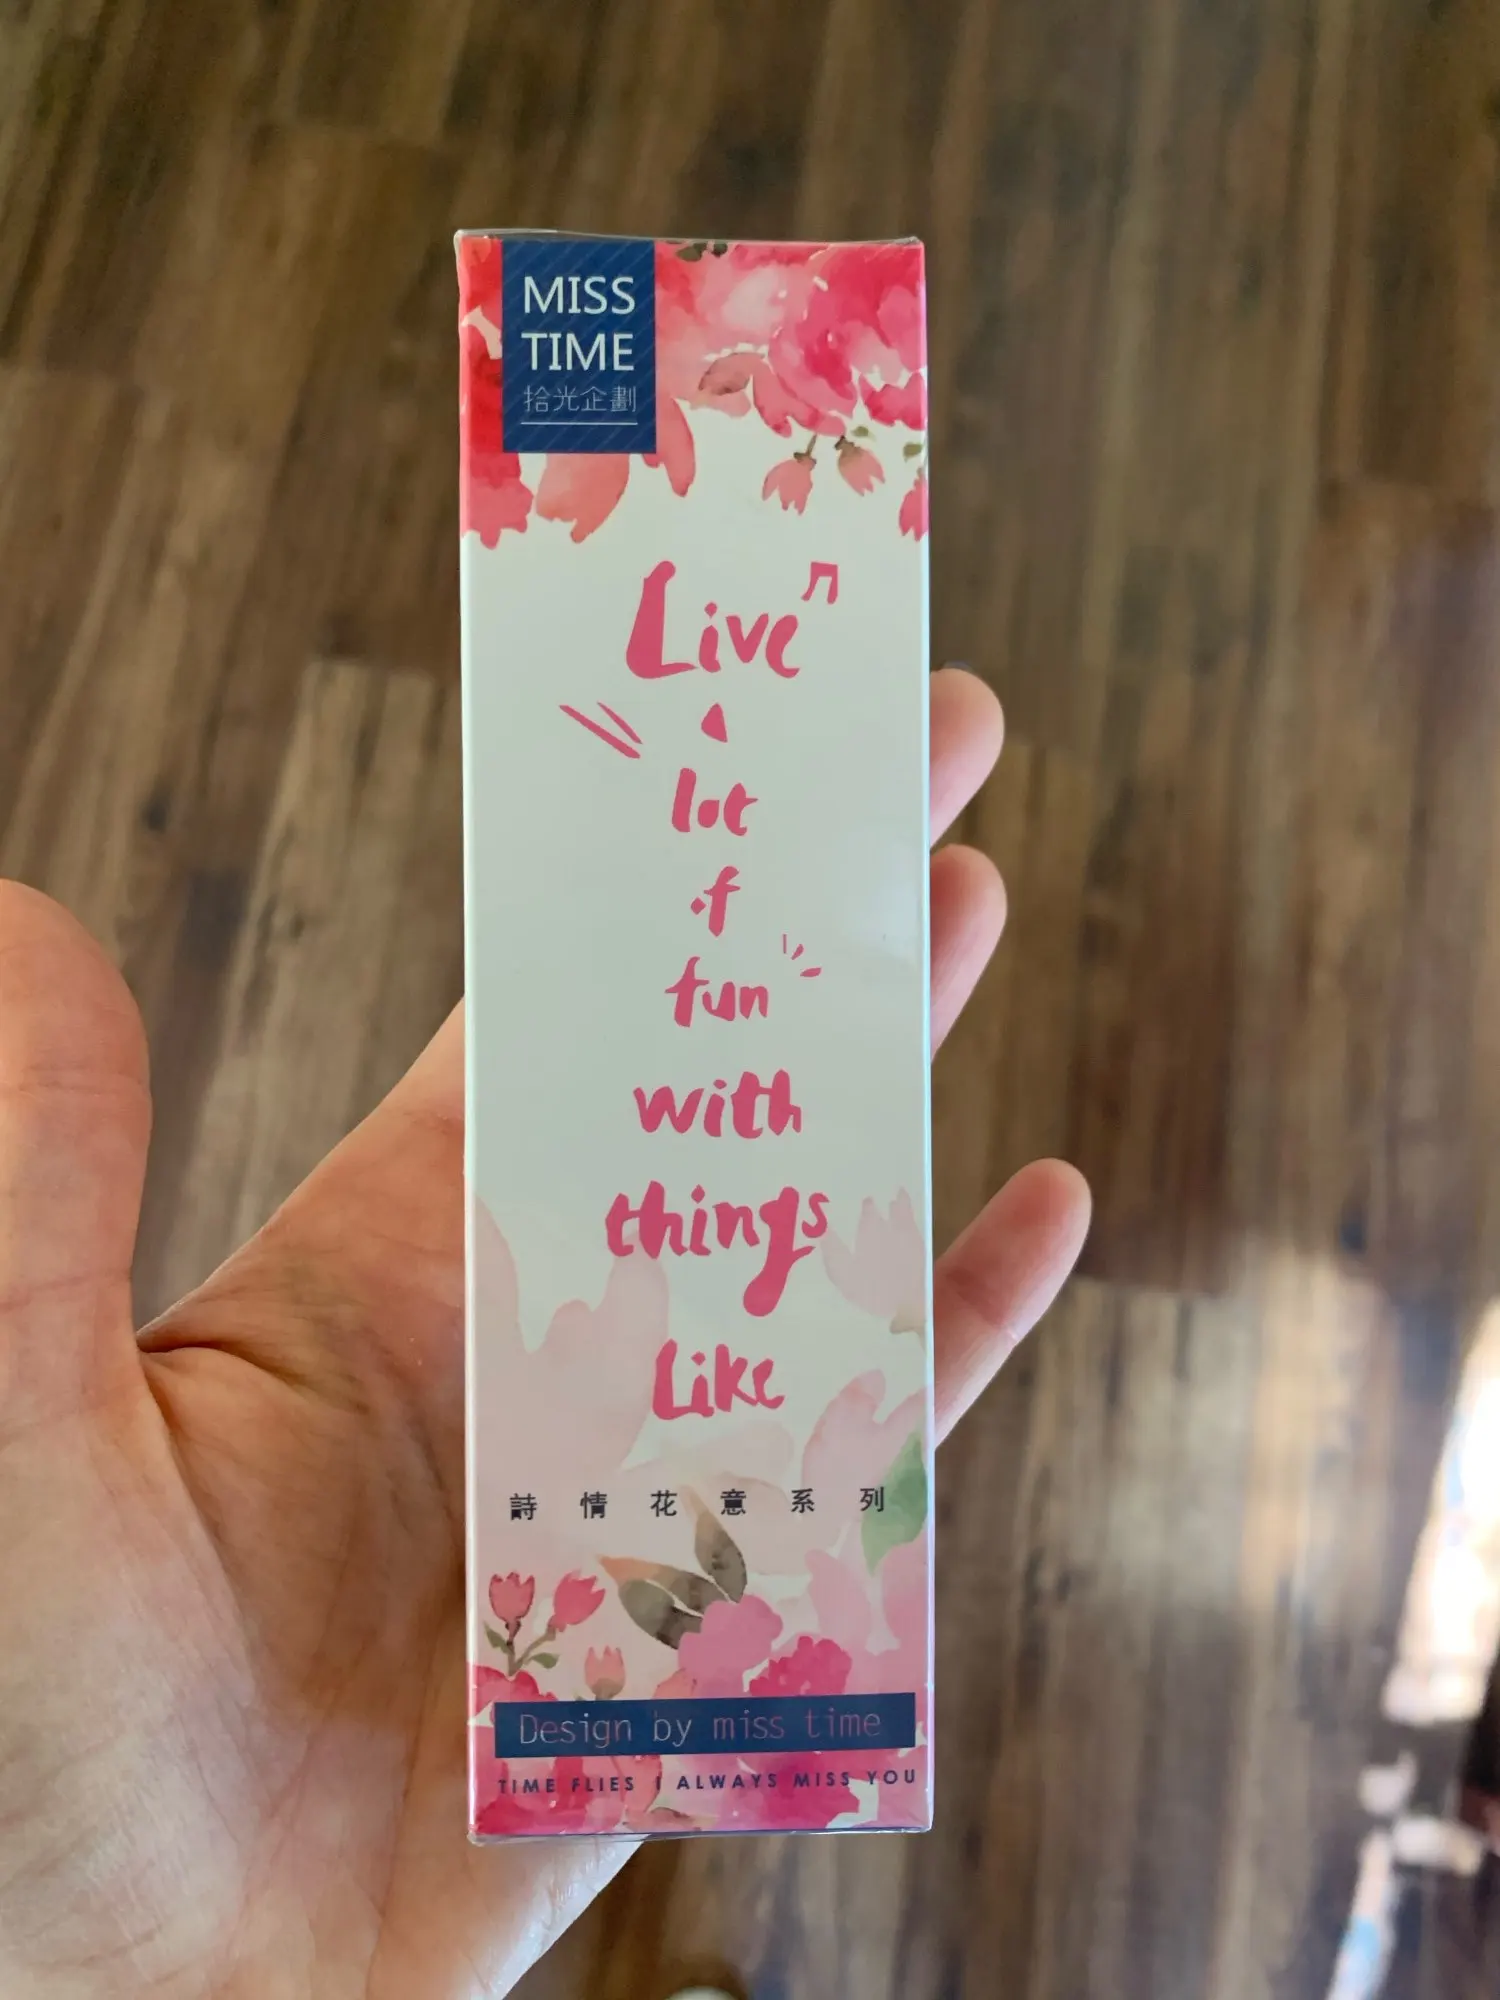 MISS
TIME
拾光企劃
Live
a
lot
of
fun
with
things
Like
詩情花意系列
Design by miss time
TIME FLIES I ALWAYS MISS YOU